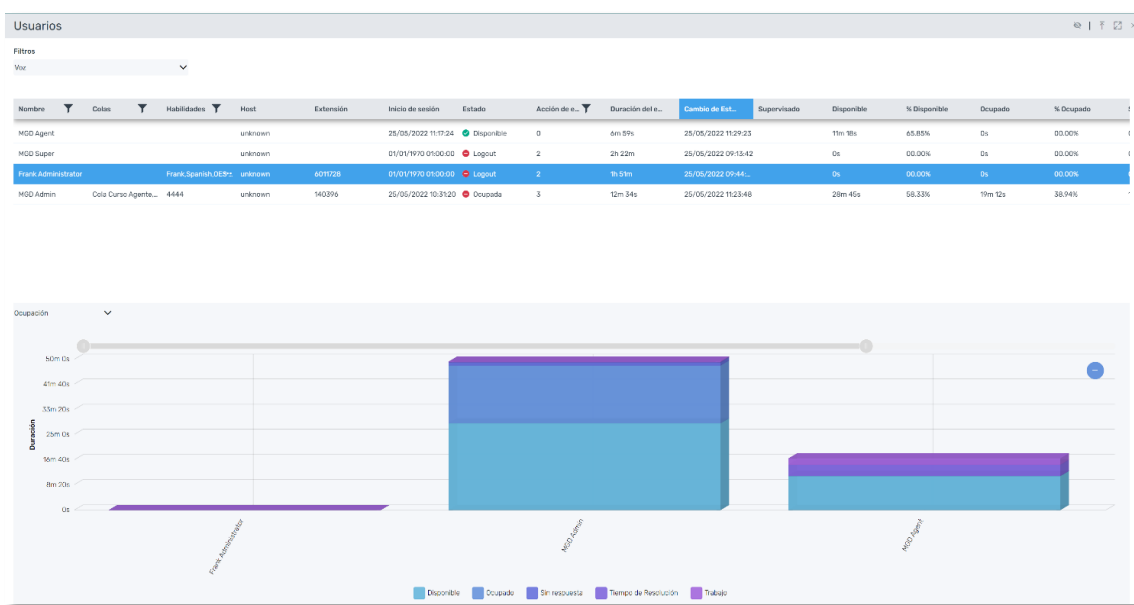 Usuarios
Filtros
Voz
Nombre Colas Habilidades Host Extensión Inicio de sesión Estado Acción de e... Duración del e... Cambio de Est... Supervisado Disponible % Disponible Ocupado % Ocupado
MGD Agent unknown 25/05/2022 11:17:24 Disponible 0 6m 59s 25/05/2022 11:29:23 11m 18s 65.85% 0s 00.00%
MGD Super unknown 01/01/1970 01:00:00 Logout 2 2h 22m 25/05/2022 09:13:42 0s 00.00% 0s 00.00%
Frank Administrator Frank,Spanish,DES... unknown 6011728 01/01/1970 01:00:00 Logout 2 1h 51m 25/05/2022 09:44:... 0s 00.00% 0s 00.00%
MGD Admin Cola Curso Agente... 4444 unknown 140396 25/05/2022 10:31:20 Ocupada 3 12m 34s 25/05/2022 11:23:48 28m 45s 58.33% 19m 12s 38.94%
Ocupación
50m 0s
41m 40s
33m 20s
25m 0s
16m 40s
8m 20s
0s
Duración
Frank Administrator
MGD Admin
MGD Agent
Disponible Ocupado Sin respuesta Tiempo de Resolución Trabajo